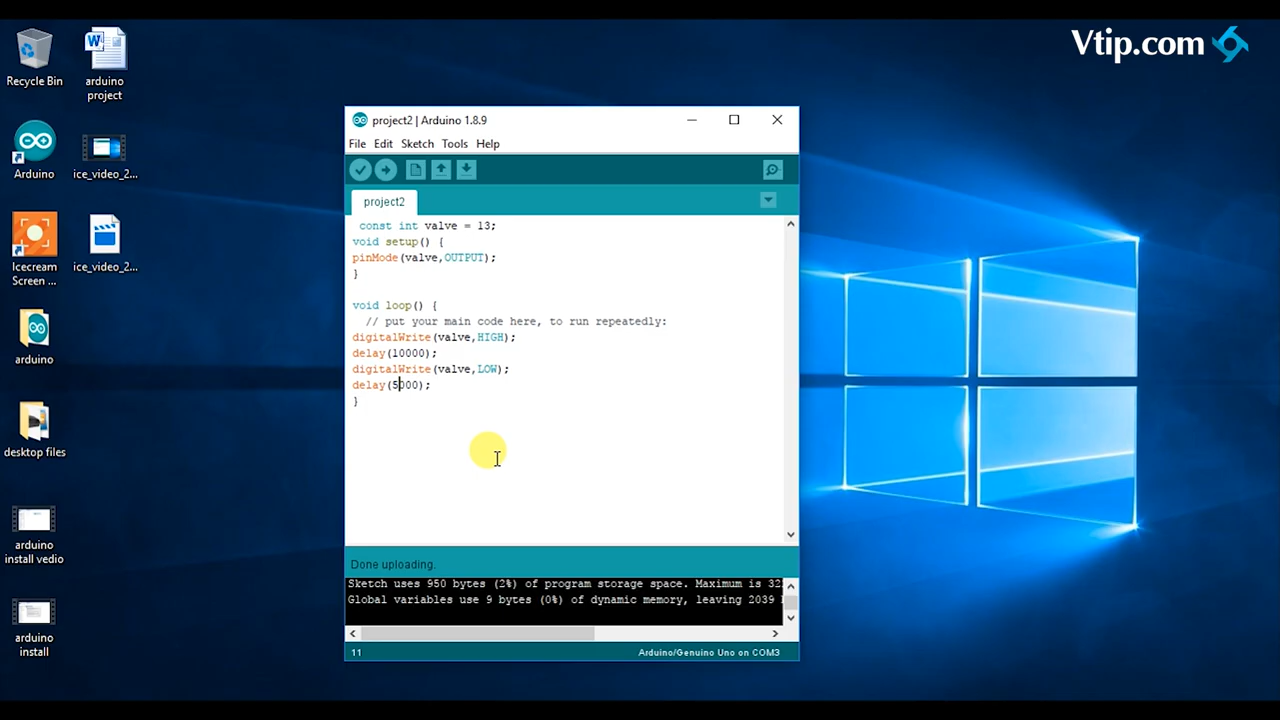 Vtip.com
Recycle Bin
arduino
project
Arduino
ice_video_2...
Icecream
Screen ...
ice_video_2...
arduino
desktop files
arduino
install vedio
arduino
install
project2 | Arduino 1.8.9
File Edit Sketch Tools Help
project2
const int valve = 13;
void setup() {
pinMode(valve,OUTPUT);
}
void loop() {
// put your main code here, to run repeatedly:
digitalWrite(valve,HIGH);
delay(10000);
digitalWrite(valve,LOW);
delay(5000);
}
Done uploading.
Sketch uses 950 bytes (2%) of program storage space. Maximum is 32
Global variables use 9 bytes (0%) of dynamic memory, leaving 2039
11 Arduino/Genuino Uno on COM3